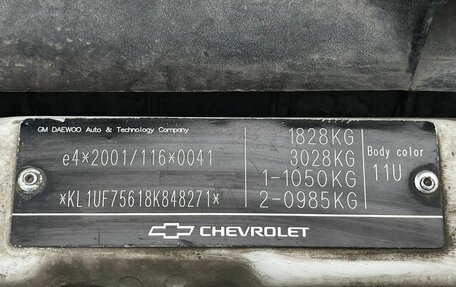 GM DAEWOO Auto & Technology Company
e4*2001/116*0041
*KL1UF75618K848271*
1828KG
3028KG
1-1050KG
2-0985KG
Body color
11U
CHEVROLET